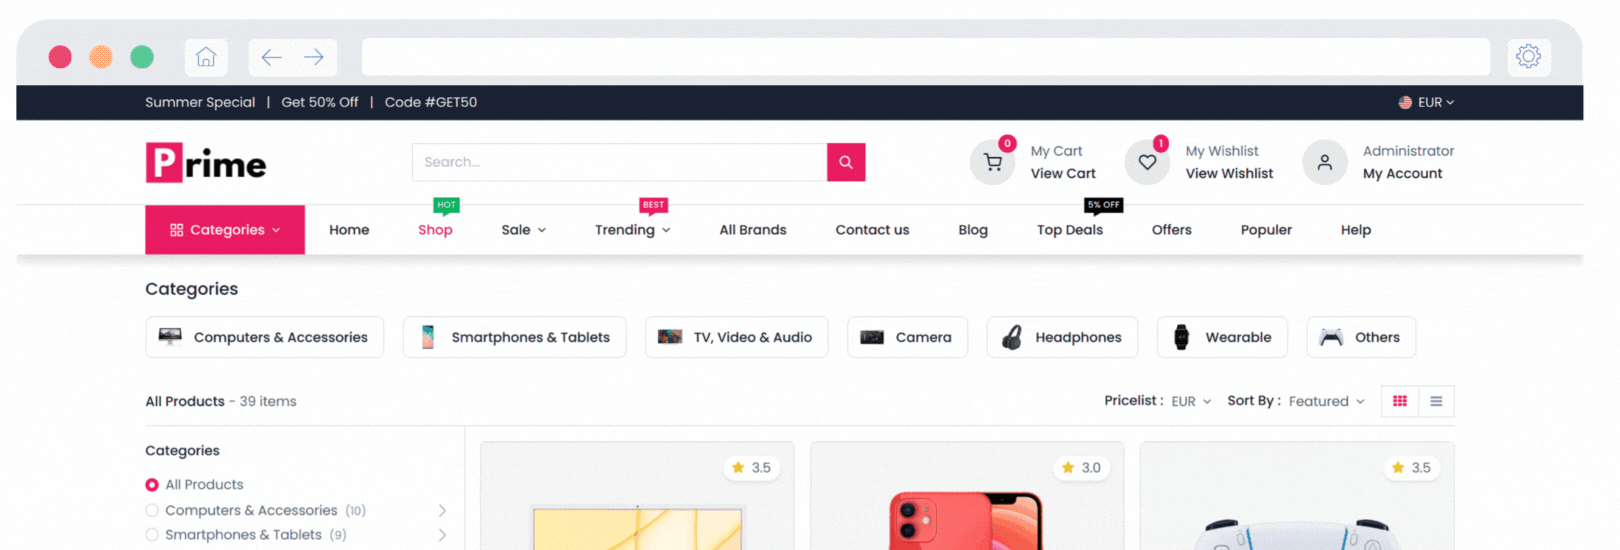 Summer Special | Get 50% Off | Code #GET50
EUR
Prime
Search...
0
My Cart
View Cart
1
My Wishlist
View Wishlist
Administrator
My Account
HOT
BEST
5% OFF
Categories
Home
Shop
Sale
Trending
All Brands
Contact us
Blog
Top Deals
Offers
Populer
Help
Categories
Computers & Accessories
Smartphones & Tablets
TV, Video & Audio
Camera
Headphones
Wearable
Others
All Products - 39 items
Pricelist : EUR
Sort By : Featured
Categories
All Products
Computers & Accessories (10)
Smartphones & Tablets (9)
3.5
3.0
3.5